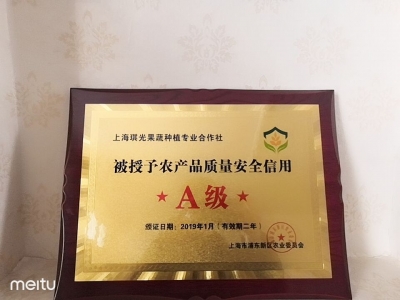 上海琪光果蔬种植专业合作社
被授予农产品质量安全信用
★A级★
颁证日期：2019年1月（有效期二年）
上海市浦东新区农业委员会
meitu